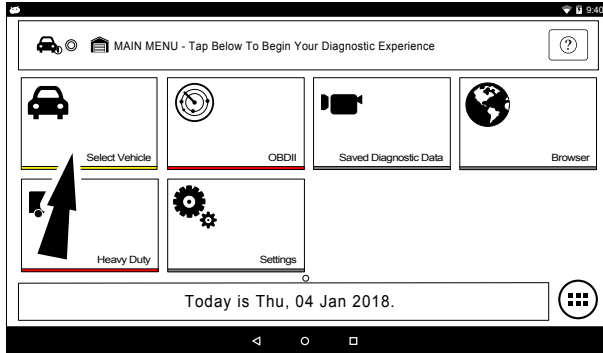 9:40
MAIN MENU - Tap Below To Begin Your Diagnostic Experience
?
Select Vehicle
OBDII
Saved Diagnostic Data
Browser
Heavy Duty
Settings
Today is Thu, 04 Jan 2018.